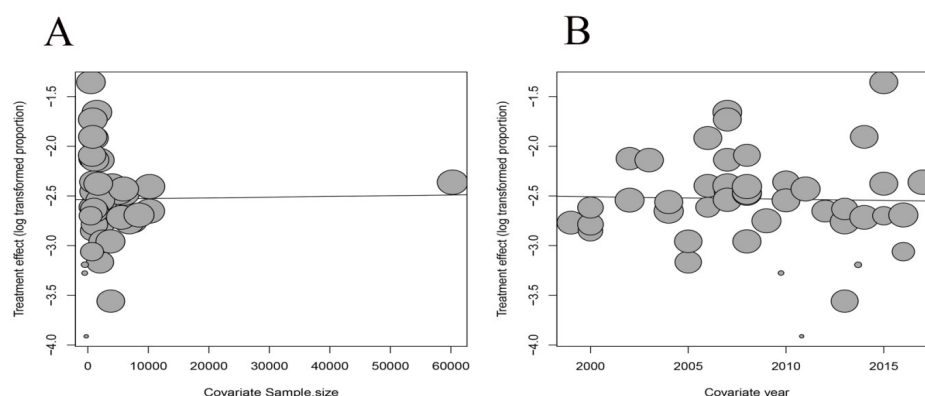 A
B
Treatment effect (log transformed proportion)
−1.5
−2.0
−2.5
−3.0
−3.5
−4.0
0 10000 20000 30000 40000 50000 60000
Covariate Sample.size
Treatment effect (log transformed proportion)
−1.5
−2.0
−2.5
−3.0
−3.5
−4.0
2000 2005 2010 2015
Covariate year